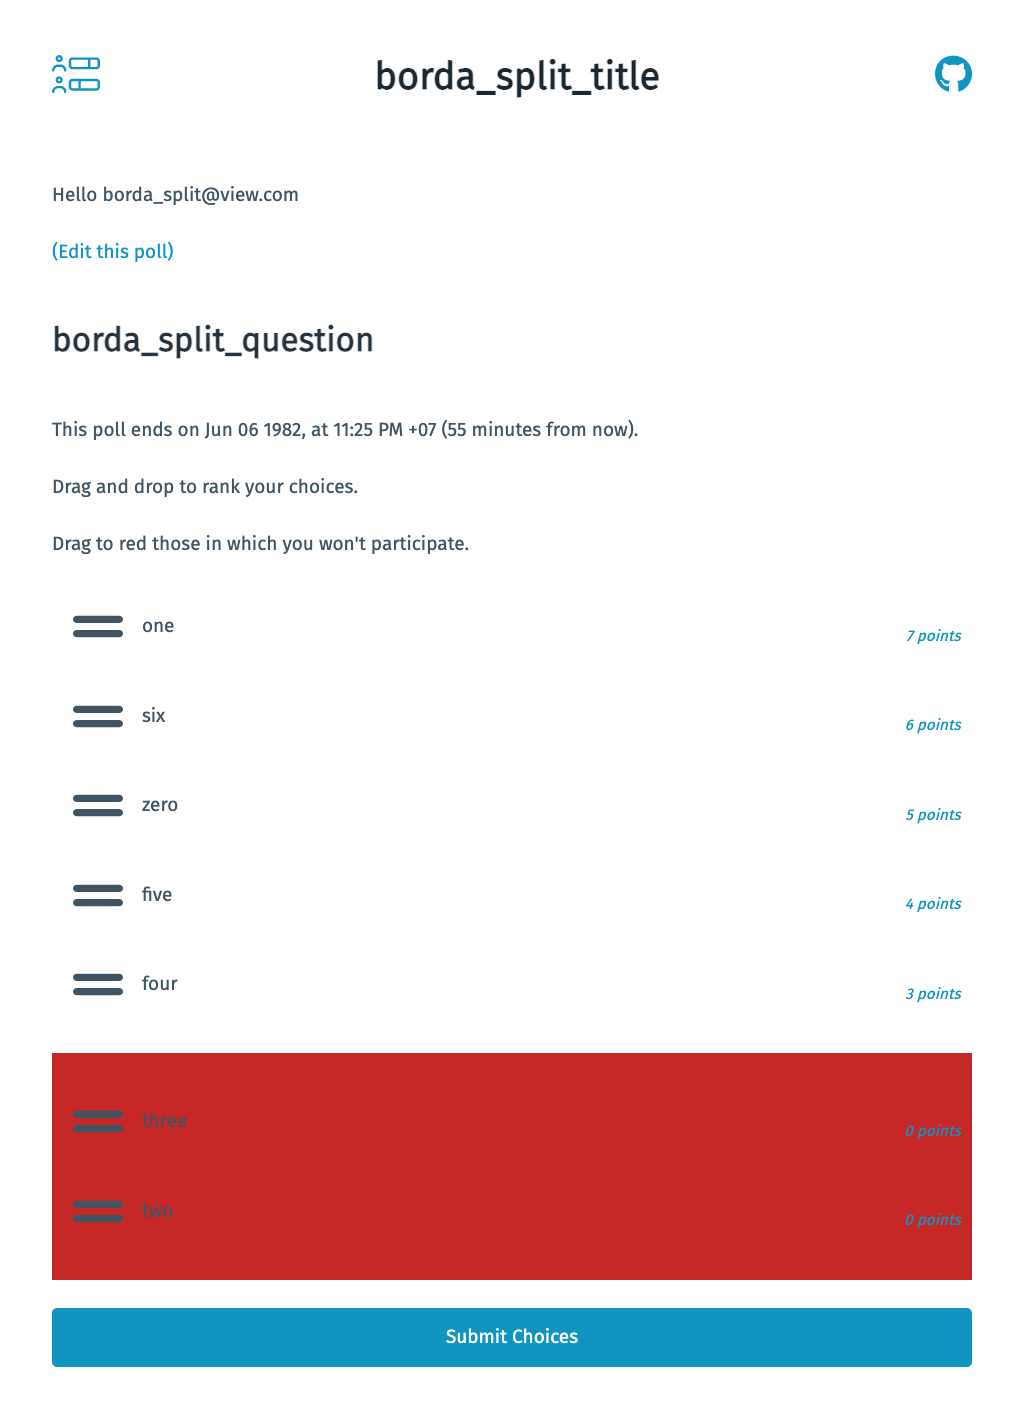 borda_split_title
Hello borda_split@view.com
(Edit this poll)
borda_split_question
This poll ends on Jun 06 1982, at 11:25 PM +07 (55 minutes from now).
Drag and drop to rank your choices.
Drag to red those in which you won't participate.
one
7 points
six
6 points
zero
5 points
five
4 points
four
3 points
three
0 points
two
0 points
Submit Choices